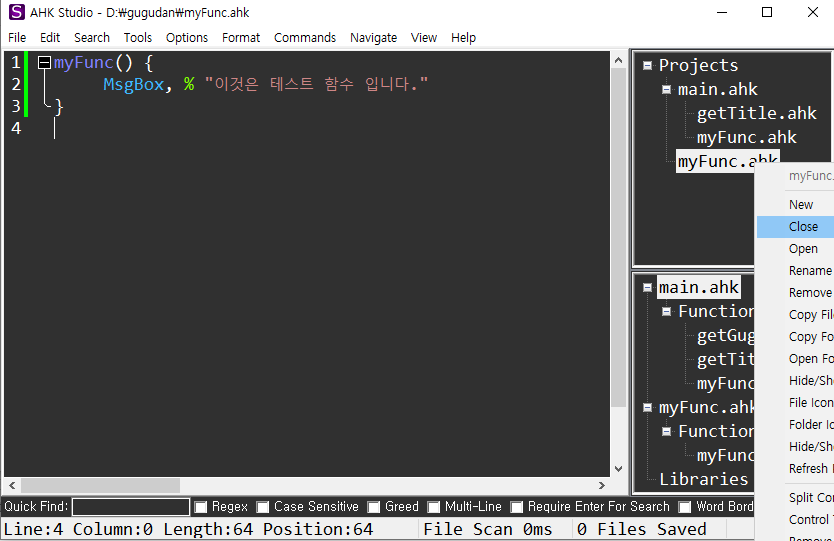 AHK Studio - D:₩gugudan₩myFunc.ahk
File Edit Search Tools Options Format Commands Navigate View Help
1 myFunc() {
2 MsgBox, % "이것은 테스트 함수 입니다."
3 }
4
Projects
main.ahk
getTitle.ahk
myFunc.ahk
myFunc.ahk
myFunc.
New
Close
Open
Rename
Remove
Copy Fil
Copy Fo
Open Fo
Hide/Sho
File Icon
Folder Ic
Hide/Sho
Refresh
Split Con
Control
Remove
main.ahk
Function
getGug
getTit
myFunc
myFunc.ahk
Function
myFunc
Libraries
Quick Find: Regex Case Sensitive Greed Multi-Line Require Enter For Search Word Bord
Line:4 Column:0 Length:64 Position:64 File Scan 0ms 0 Files Saved